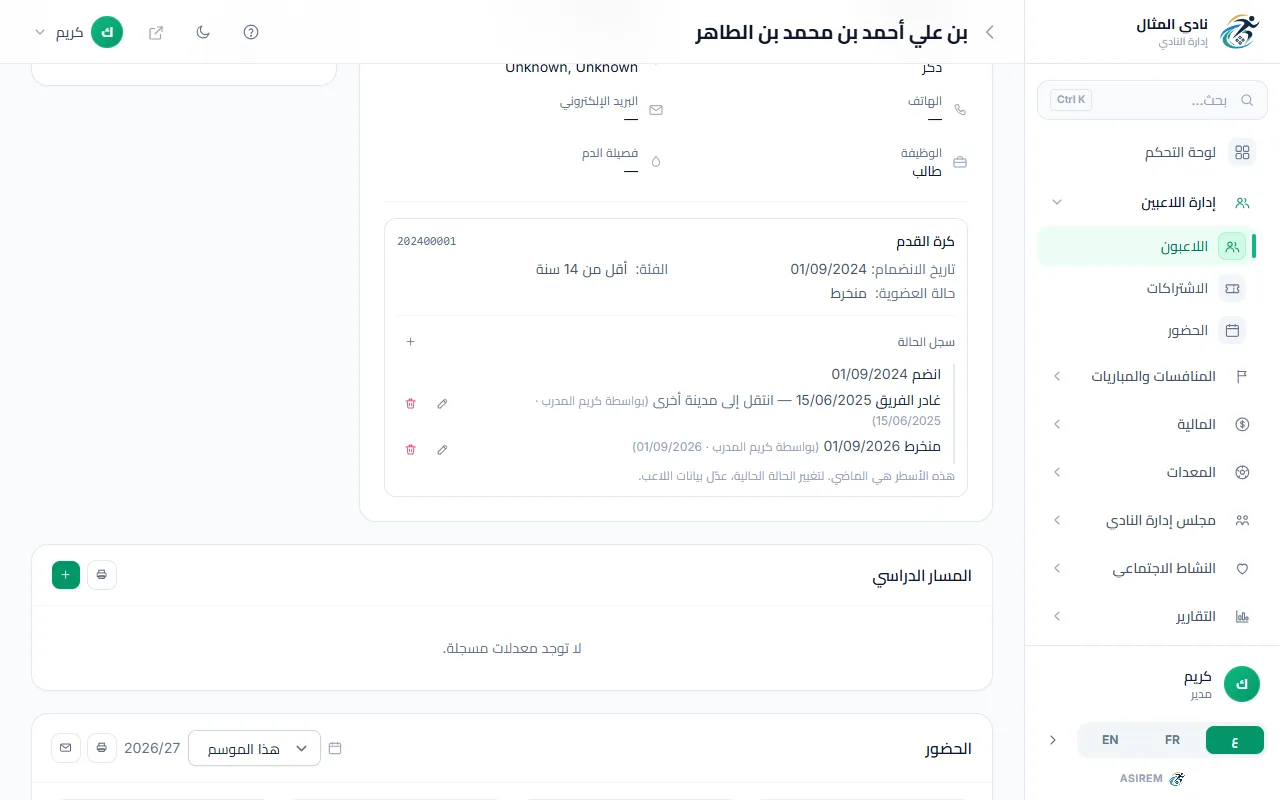 نادي المثال
إدارة النادي
بحث...
Ctrl K
لوحة التحكم
إدارة اللاعبين
اللاعبون
الاشتراكات
الحضور
المنافسات والمباريات
المالية
المعدات
مجلس إدارة النادي
النشاط الاجتماعي
التقارير
ك
كريم
مدير
ع
FR
EN
ASIREM
بن علي أحمد بن محمد بن الطاهر
ك
كريم
ذكر
Unknown, Unknown
الهاتف
—
البريد الإلكتروني
—
الوظيفة
طالب
فصيلة الدم
—
كرة القدم
202400001
تاريخ الانضمام: 01/09/2024
الفئة: أقل من 14 سنة
حالة العضوية: منخرط
سجل الحالة
+
انضم 01/09/2024
غادر الفريق 15/06/2025 — انتقل إلى مدينة أخرى (بواسطة كريم المدرب ·
15/06/2025)
منخرط 01/09/2026 (بواسطة كريم المدرب · 01/09/2026)
هذه الأسطر هي الماضي. لتغيير الحالة الحالية، عدّل بيانات اللاعب.
المسار الدراسي
+
لا توجد معدلات مسجلة.
الحضور
هذا الموسم
2026/27